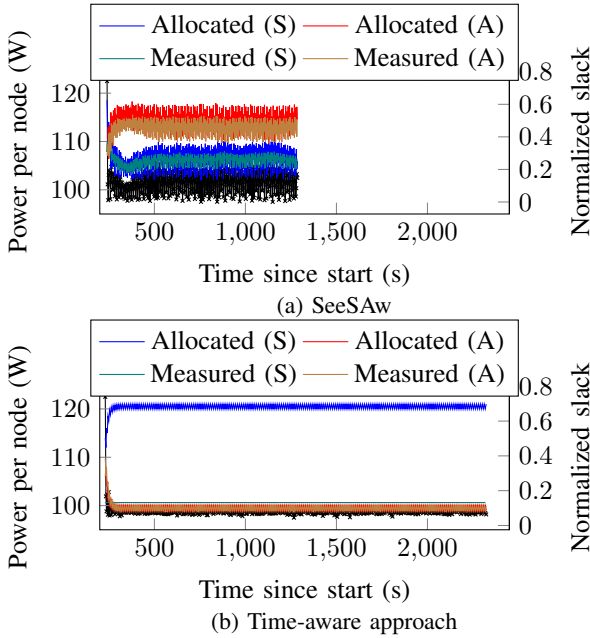 Allocated (S) Allocated (A)
Measured (S) Measured (A)
Power per node (W)
120
110
100
0.8
0.6
0.4
0.2
0
Normalized slack
500 1,000 1,500 2,000
Time since start (s)
(a) SeeSAw
Allocated (S) Allocated (A)
Measured (S) Measured (A)
Power per node (W)
120
110
100
0.8
0.6
0.4
0.2
0
Normalized slack
500 1,000 1,500 2,000
Time since start (s)
(b) Time-aware approach